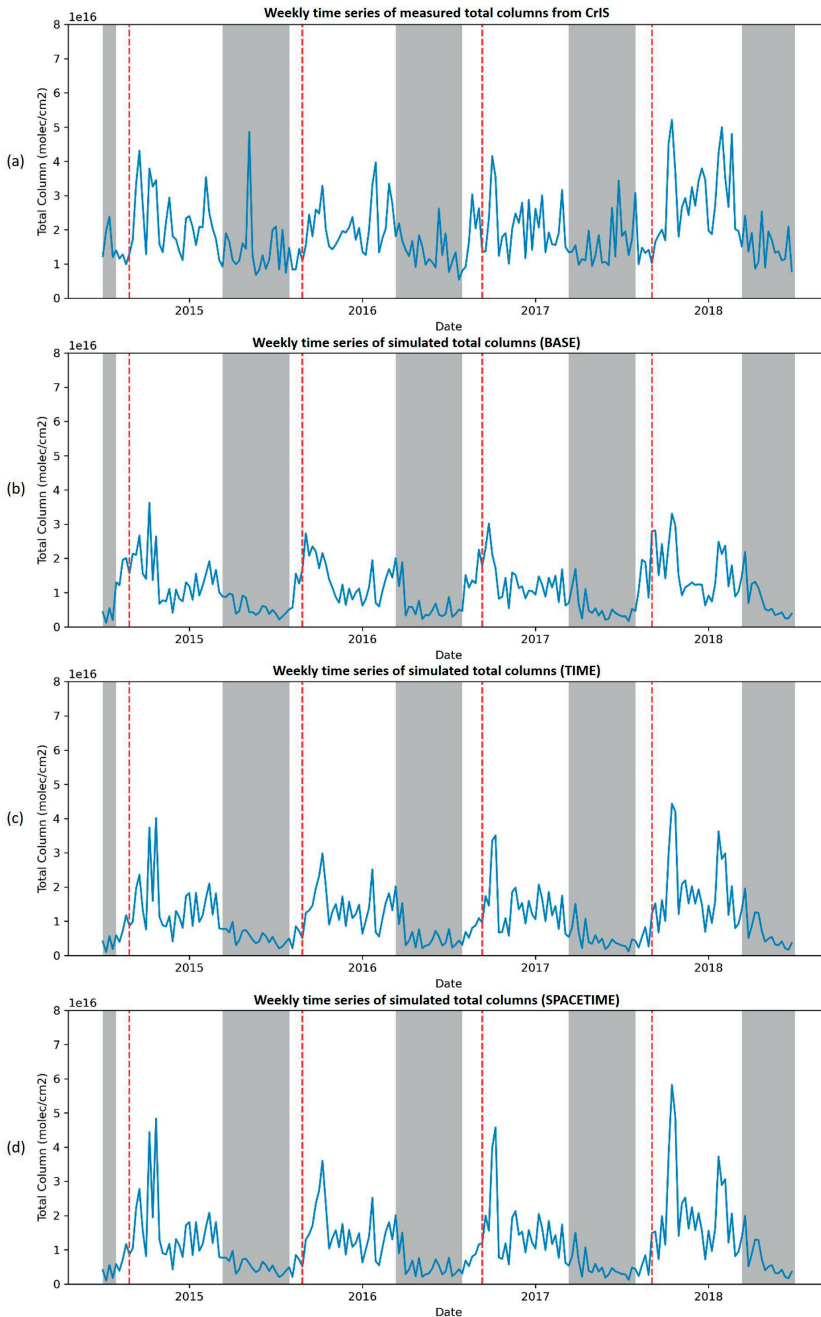 Weekly time series of measured total columns from CrIS
1e16
8
7
6
5
4
3
2
1
0
Total Column (molec/cm2)
(a)
2015 2016 2017 2018
Date
Weekly time series of simulated total columns (BASE)
1e16
8
7
6
5
4
3
2
1
0
Total Column (molec/cm2)
(b)
2015 2016 2017 2018
Date
Weekly time series of simulated total columns (TIME)
1e16
8
7
6
5
4
3
2
1
0
Total Column (molec/cm2)
(c)
2015 2016 2017 2018
Date
Weekly time series of simulated total columns (SPACETIME)
1e16
8
7
6
5
4
3
2
1
0
Total Column (molec/cm2)
(d)
2015 2016 2017 2018
Date